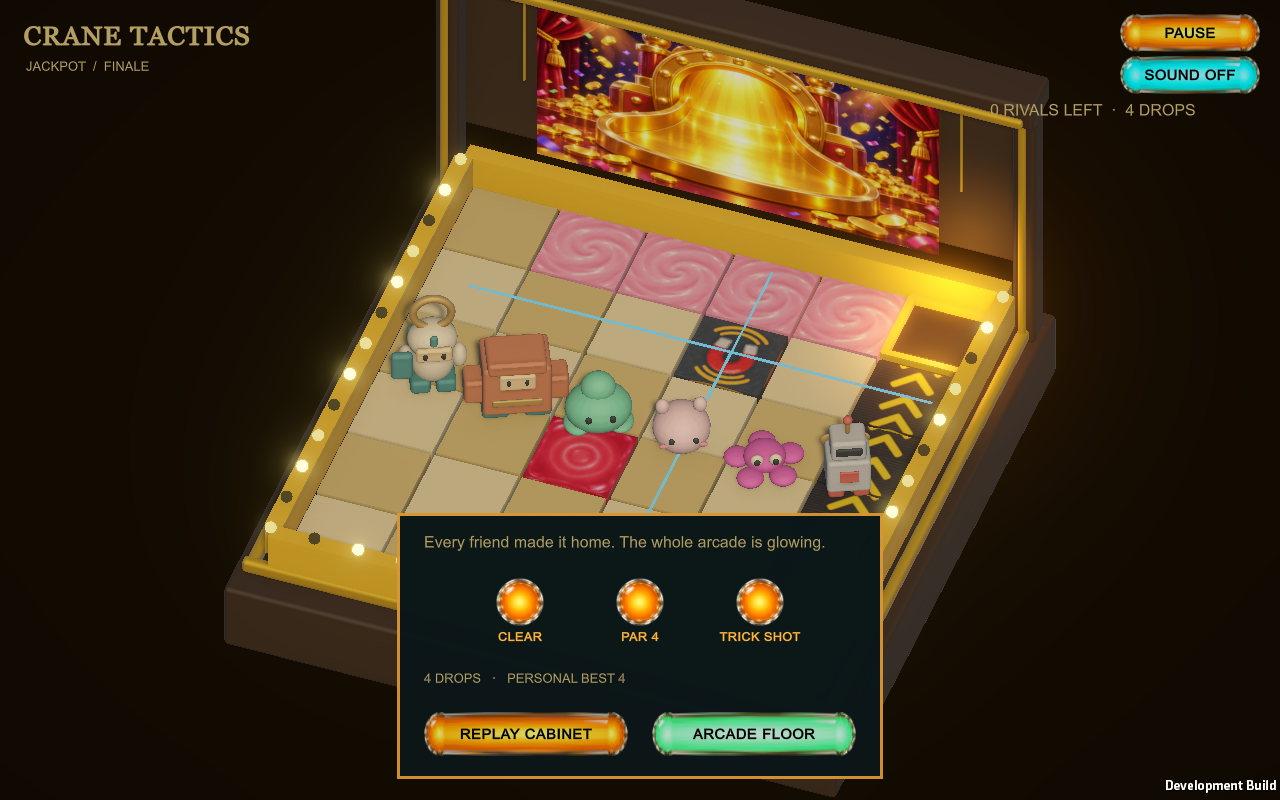 CRANE TACTICS
JACKPOT / FINALE
PAUSE
SOUND OFF
0 RIVALS LEFT · 4 DROPS
Every friend made it home. The whole arcade is glowing.
CLEAR
PAR 4
TRICK SHOT
4 DROPS · PERSONAL BEST 4
REPLAY CABINET
ARCADE FLOOR
Development Build